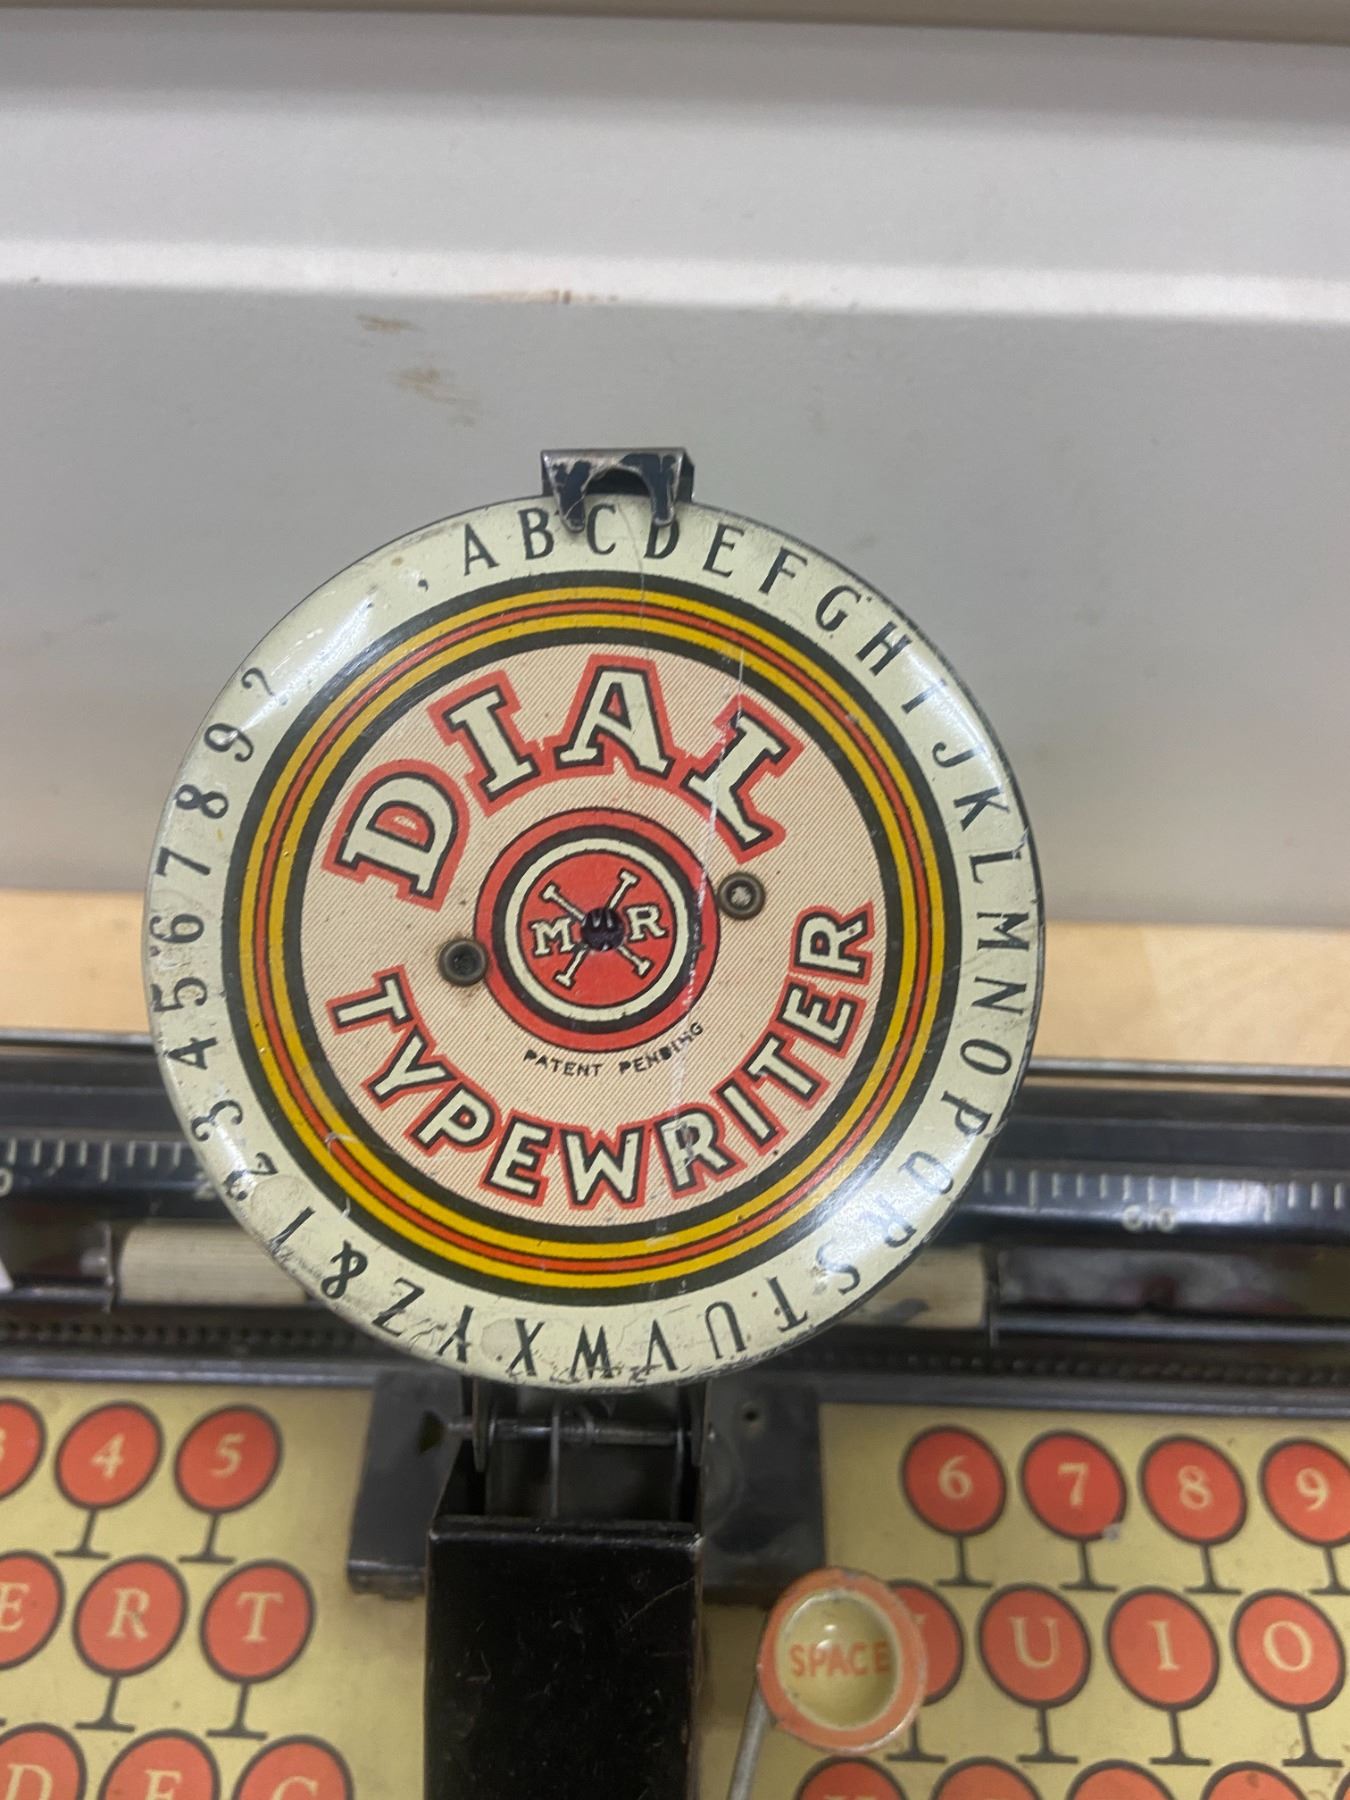 , A B C D E F G H I J K L M N O P Q R S T U V W X Y Z & 1 2 3 4 5 6 7 8 9 ?
DIAL
M R
PATENT PENDING
TYPEWRITER
4 5
6 7 8 9
E R T
U I O
SPACE
D F G